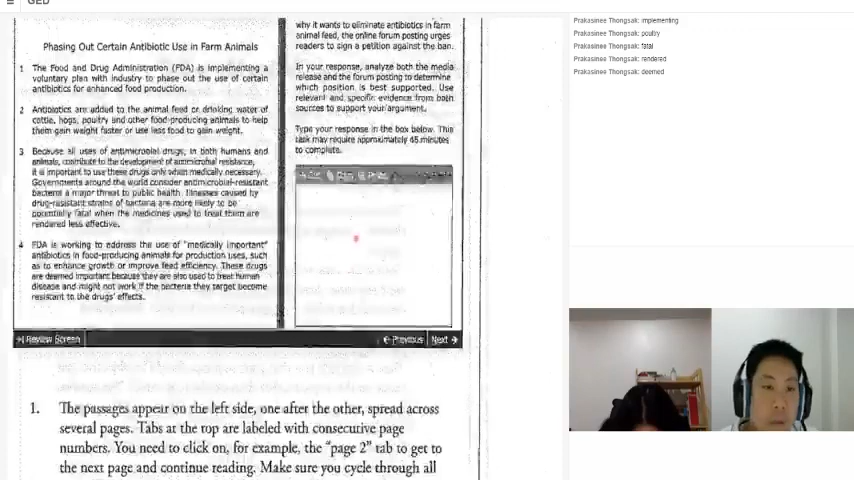 GED
Phasing Out Certain Antibiotic Use in Farm Animals
1 The Food and Drug Administration (FDA) is implementing a
voluntary plan with industry to phase out the use of certain
antibiotics for enhanced food production.
2 Antibiotics are added to the animal feed or drinking water of
cattle, hogs, poultry and other food-producing animals to help
them gain weight faster or use less food to gain weight.
3 Because all uses of antimicrobial drugs, in both humans and
animals, contribute to the development of antimicrobial resistance,
it is important to use these drugs only when medically necessary.
Governments around the world consider antimicrobial-resistant
bacteria a major threat to public health. Illnesses caused by
drug-resistant strains of bacteria are more likely to be
potentially fatal when the medicines used to treat them are
rendered less effective.
4 FDA is working to address the use of "medically important"
antibiotics in food-producing animals for production uses, such
as to enhance growth or improve feed efficiency. These drugs
are deemed important because they are also used to treat human
disease and might not work if the bacteria they target become
resistant to the drugs' effects.
why it wants to eliminate antibiotics in farm
animal feed, the online forum posting urges
readers to sign a petition against the ban.
In your response, analyze both the media
release and the forum posting to determine
which position is best supported. Use
relevant and specific evidence from both
sources to support your argument.
Type your response in the box below. This
task may require approximately 45 minutes
to complete.
Review Screen
Previous
Next
1. The passages appear on the left side, one after the other, spread across
several pages. Tabs at the top are labeled with consecutive page
numbers. You need to click on, for example, the "page 2" tab to get to
the next page and continue reading. Make sure you cycle through all
Prakasinee Thongsak: implementing
Prakasinee Thongsak: poultry
Prakasinee Thongsak: fatal
Prakasinee Thongsak: rendered
Prakasinee Thongsak: deemed